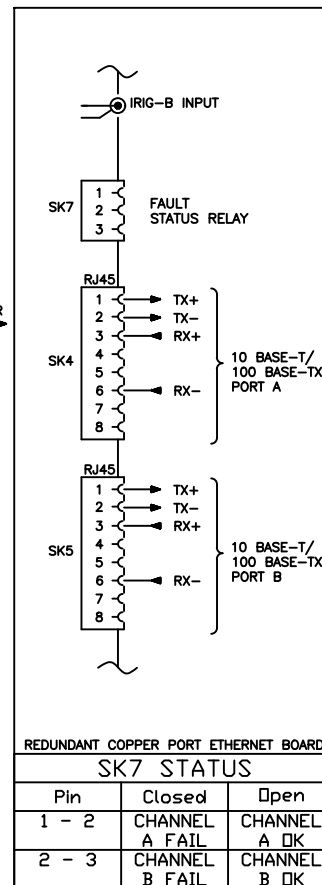 IRIG-B INPUT
SK7
1
2
3
FAULT
STATUS RELAY
RJ45
SK4
1 TX+
2 TX-
3 RX+
4
5
6 RX-
7
8
10 BASE-T/
100 BASE-TX
PORT A
RJ45
SK5
1 TX+
2 TX-
3 RX+
4
5
6 RX-
7
8
10 BASE-T/
100 BASE-TX
PORT B
REDUNDANT COPPER PORT ETHERNET BOARD
SK7 STATUS
Pin Closed Open
1 - 2 CHANNEL A FAIL CHANNEL A OK
2 - 3 CHANNEL B FAIL CHANNEL B OK